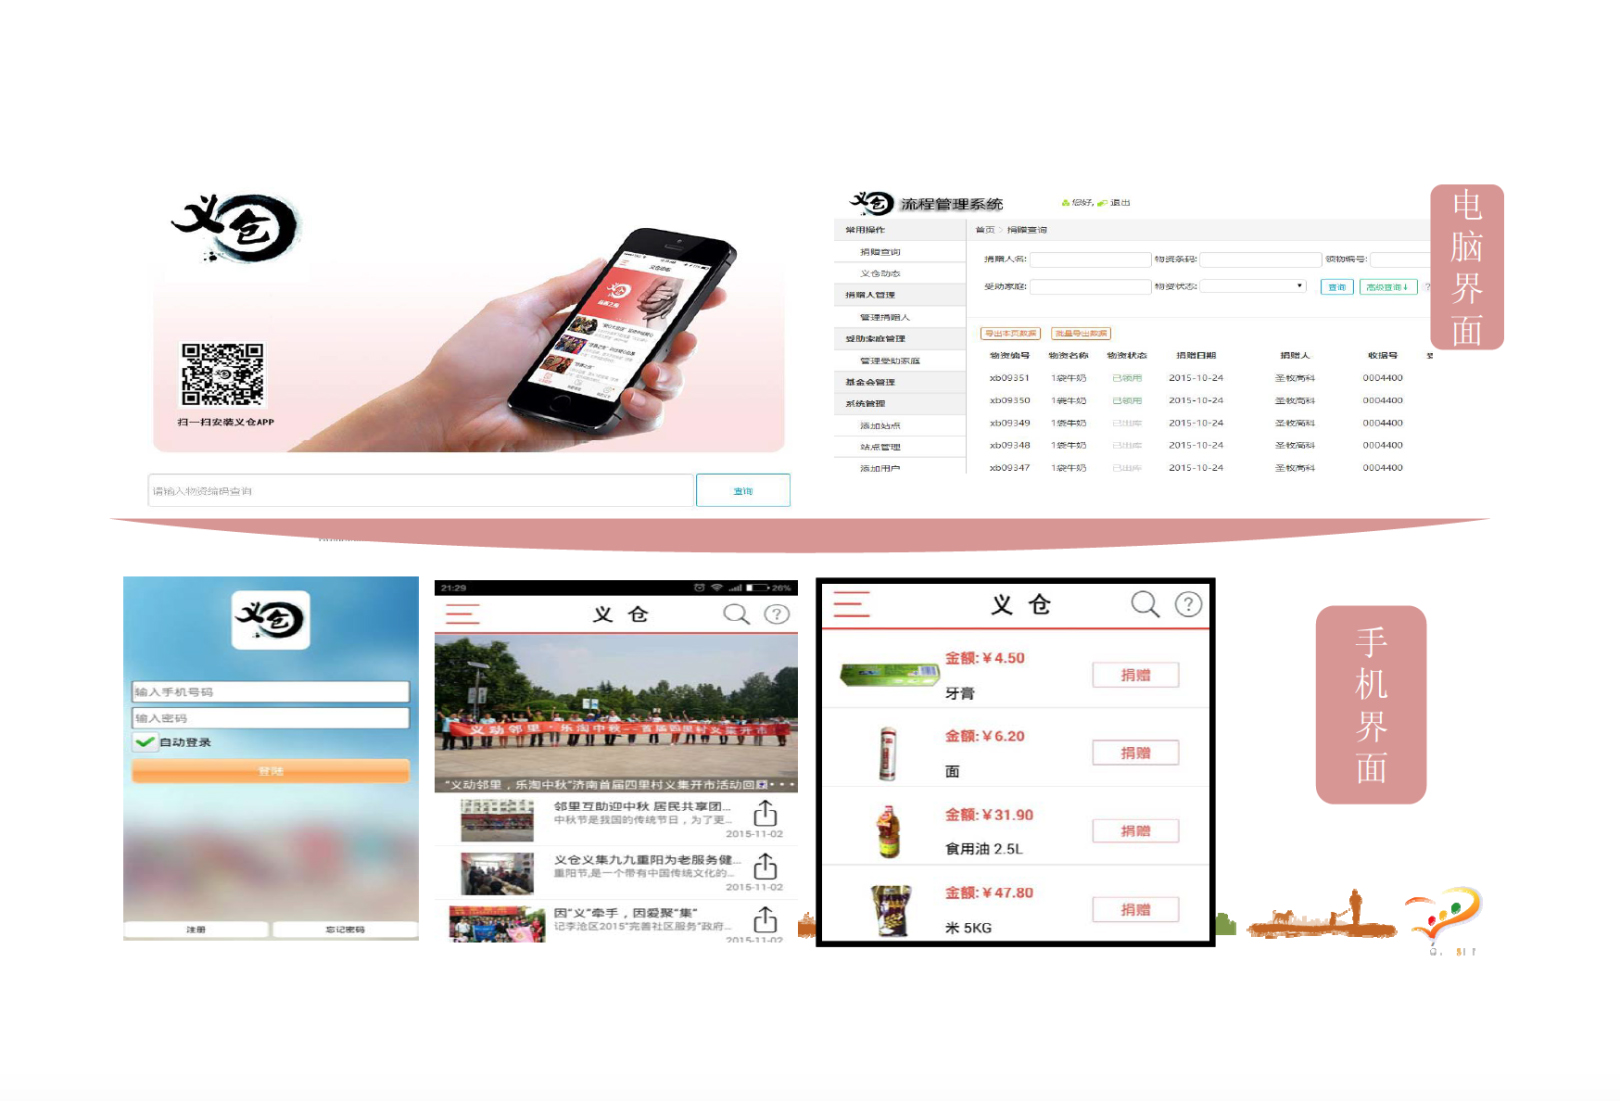 义仓
扫一扫安装义仓APP
请输入物资编码查询
查询
义仓 流程管理系统
您好, 退出
电脑界面
常用操作
捐赠查询
义仓动态
捐赠人管理
管理捐赠人
受助家庭管理
管理受助家庭
基金会管理
系统管理
添加站点
站点管理
添加用户
首页 > 捐赠查询
捐赠人名:
物资条码:
领物编号:
受助家庭:
物资状态:
查询
高级查询↓
导出本页数据
批量导出数据
物资编号 物资名称 物资状态 捐赠日期 捐赠人 收据号
xb09351 1袋牛奶 已领用 2015-10-24 圣牧高科 0004400
xb09350 1袋牛奶 已领用 2015-10-24 圣牧高科 0004400
xb09349 1袋牛奶 已出库 2015-10-24 圣牧高科 0004400
xb09348 1袋牛奶 已出库 2015-10-24 圣牧高科 0004400
xb09347 1袋牛奶 已出库 2015-10-24 圣牧高科 0004400
义仓
输入手机号码
输入密码
自动登录
登陆
注册
忘记密码
21:29
26%
义 仓
义动邻里·乐淘中秋--首届四里村义集开市
“义动邻里，乐淘中秋”济南首届四里村义集开市活动回顾
邻里互助迎中秋 居民共享团...
中秋节是我国的传统节日，为了更...
2015-11-02
义仓义集九九重阳为老服务健...
重阳节,是一个带有中国传统文化的...
2015-11-02
因“义”牵手，因爱聚“集”
记李沧区2015“完善社区服务”政府...
2015-11-02
义 仓
金额:￥4.50
牙膏
捐赠
金额:￥6.20
面
捐赠
金额:￥31.90
食用油 2.5L
捐赠
金额:￥47.80
米 5KG
捐赠
手机界面